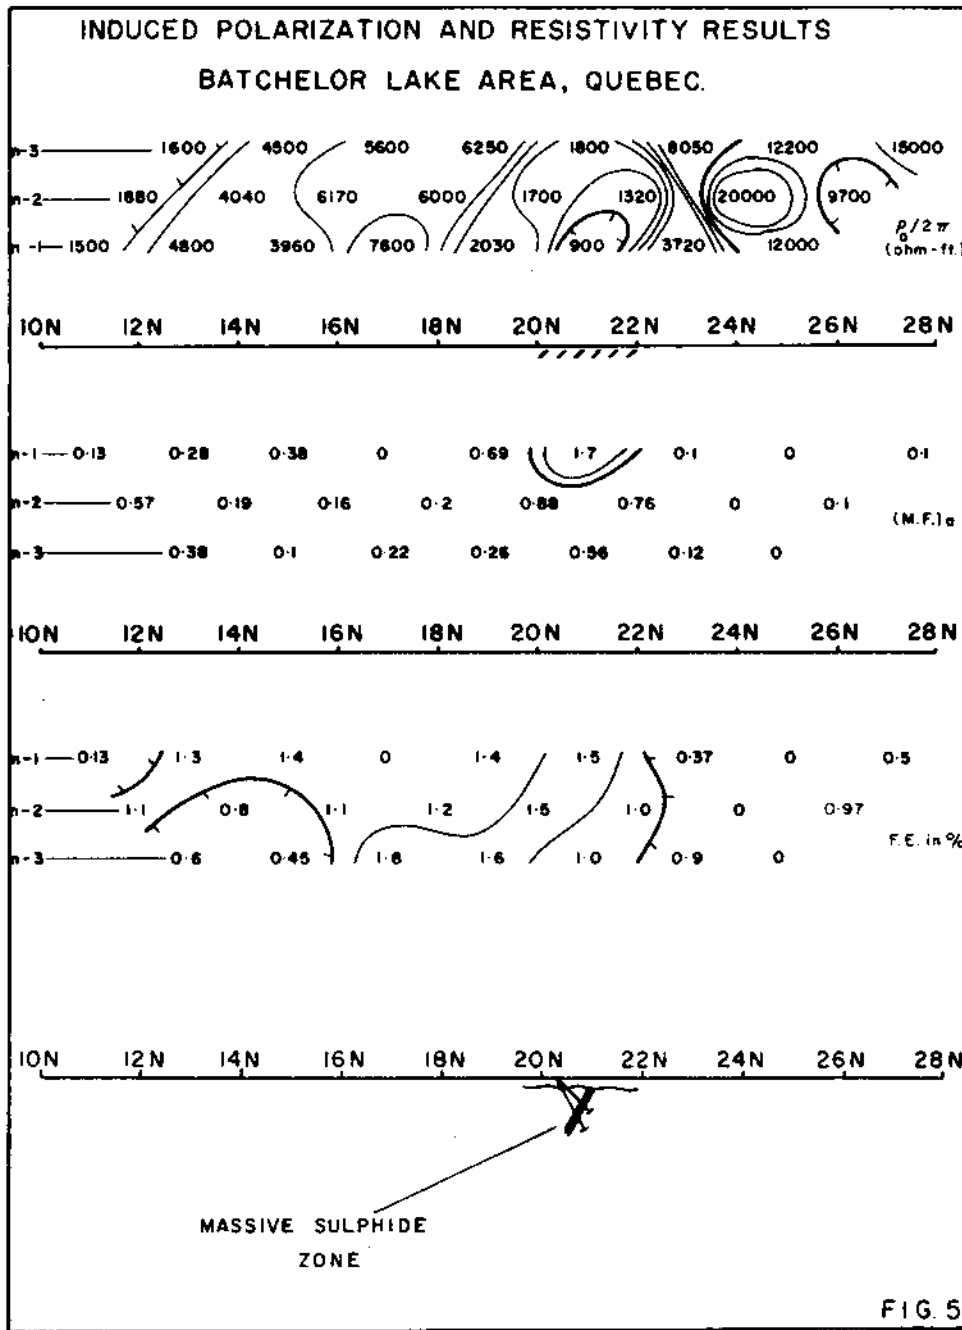 INDUCED POLARIZATION AND RESISTIVITY RESULTS
BATCHELOR LAKE AREA, QUEBEC.
n-3 1600 4500 5600 6250 1800 8050 12200 15000
n-2 1880 4040 6170 6000 1700 1320 20000 9700
n-1 1500 4800 3960 7600 2030 900 3720 12000 ρa/2π
(ohm-ft.)
10N 12N 14N 16N 18N 20N 22N 24N 26N 28N
n-1 0·13 0·28 0·38 0 0·69 1·7 0·1 0 0·1
n-2 0·57 0·19 0·16 0·2 0·88 0·76 0 0·1 (M.F.)a
n-3 0·38 0·1 0·22 0·26 0·56 0·12 0
10N 12N 14N 16N 18N 20N 22N 24N 26N 28N
n-1 0·13 1·3 1·4 0 1·4 1·5 0·37 0 0·5
n-2 1·1 0·8 1·1 1·2 1·5 1·0 0 0·97
n-3 0·6 0·45 1·6 1·6 1·0 0·9 0 F.E. in %
10N 12N 14N 16N 18N 20N 22N 24N 26N 28N
MASSIVE SULPHIDE
ZONE
FIG. 5